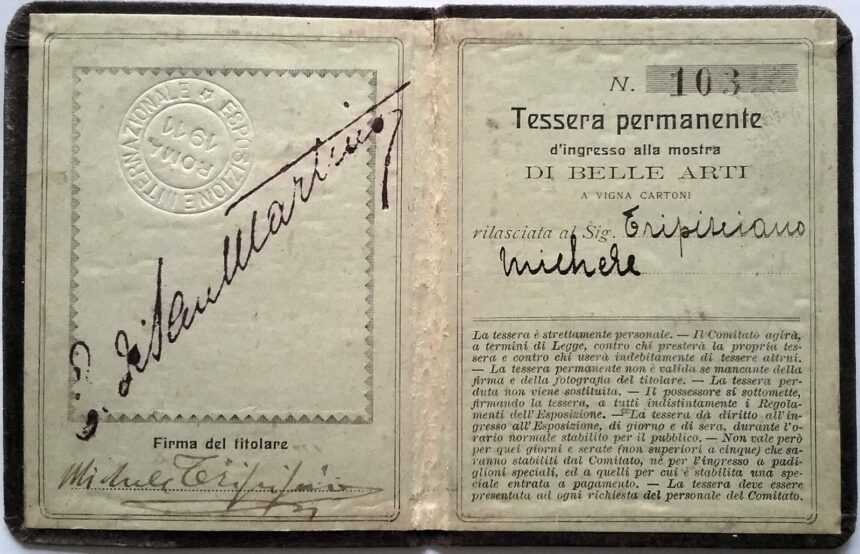 ESPOSIZIONE INTERNAZIONALE
ROMA
1911
G. di San Martino
Firma del titolare
Michele Tripisciano
N. 103
Tessera permanente
d'ingresso alla mostra
DI BELLE ARTI
A VIGNA CARTONI
rilasciata al Sig. Tripisciano
Michele
La tessera è strettamente personale. — Il Comitato agirà,
a termini di Legge, contro chi presterà la propria tes-
sera e contro chi userà indebitamente di tessere altrui.
— La tessera permanente non è valida se mancante della
firma e della fotografia del titolare. — La tessera per-
duta non viene sostituita. — Il possessore si sottomette,
firmando la tessera, a tutti indistintamente i Regola-
menti dell'Esposizione. — La tessera dà diritto all'in-
gresso all'Esposizione, di giorno e di sera, durante l'o-
rario normale stabilito per il pubblico. — Non vale però
per quei giorni e serate (non superiori a cinque) che sa-
ranno stabiliti dal Comitato, nè per l'ingresso a padi-
glioni speciali, ed a quelli per cui è stabilita una spe-
ciale entrata a pagamento. — La tessera deve essere
presentata ad ogni richiesta del personale del Comitato.